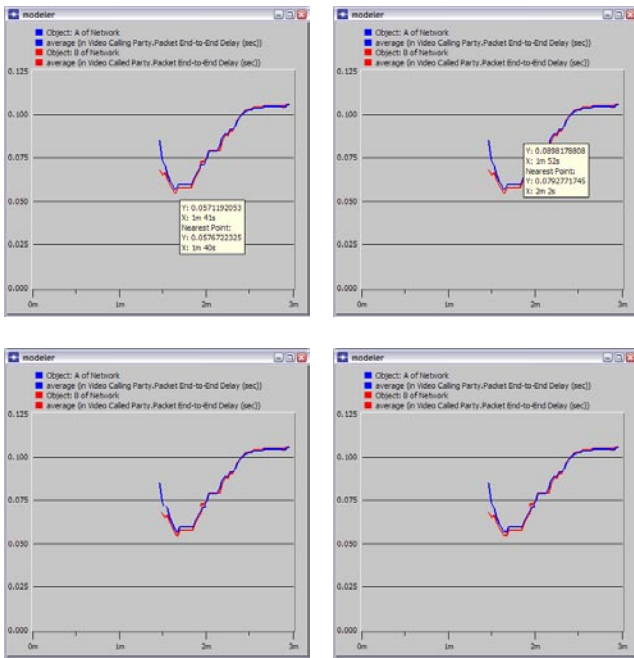 modeler
Object: A of Network
average (in Video Calling Party.Packet End-to-End Delay (sec))
Object: B of Network
average (in Video Called Party.Packet End-to-End Delay (sec))
0.125
0.100
0.075
0.050
0.025
0.000
Y: 0.0571192053
X: 1m 41s
Nearest Point:
Y: 0.0576722325
X: 1m 40s
0m 1m 2m 3m
modeler
Object: A of Network
average (in Video Calling Party.Packet End-to-End Delay (sec))
Object: B of Network
average (in Video Called Party.Packet End-to-End Delay (sec))
0.125
0.100
0.075
0.050
0.025
0.000
Y: 0.0898178808
X: 1m 52s
Nearest Point:
Y: 0.0792771745
X: 2m 2s
0m 1m 2m 3m
modeler
Object: A of Network
average (in Video Calling Party.Packet End-to-End Delay (sec))
Object: B of Network
average (in Video Called Party.Packet End-to-End Delay (sec))
0.125
0.100
0.075
0.050
0.025
0.000
0m 1m 2m 3m
modeler
Object: A of Network
average (in Video Calling Party.Packet End-to-End Delay (sec))
Object: B of Network
average (in Video Called Party.Packet End-to-End Delay (sec))
0.125
0.100
0.075
0.050
0.025
0.000
0m 1m 2m 3m